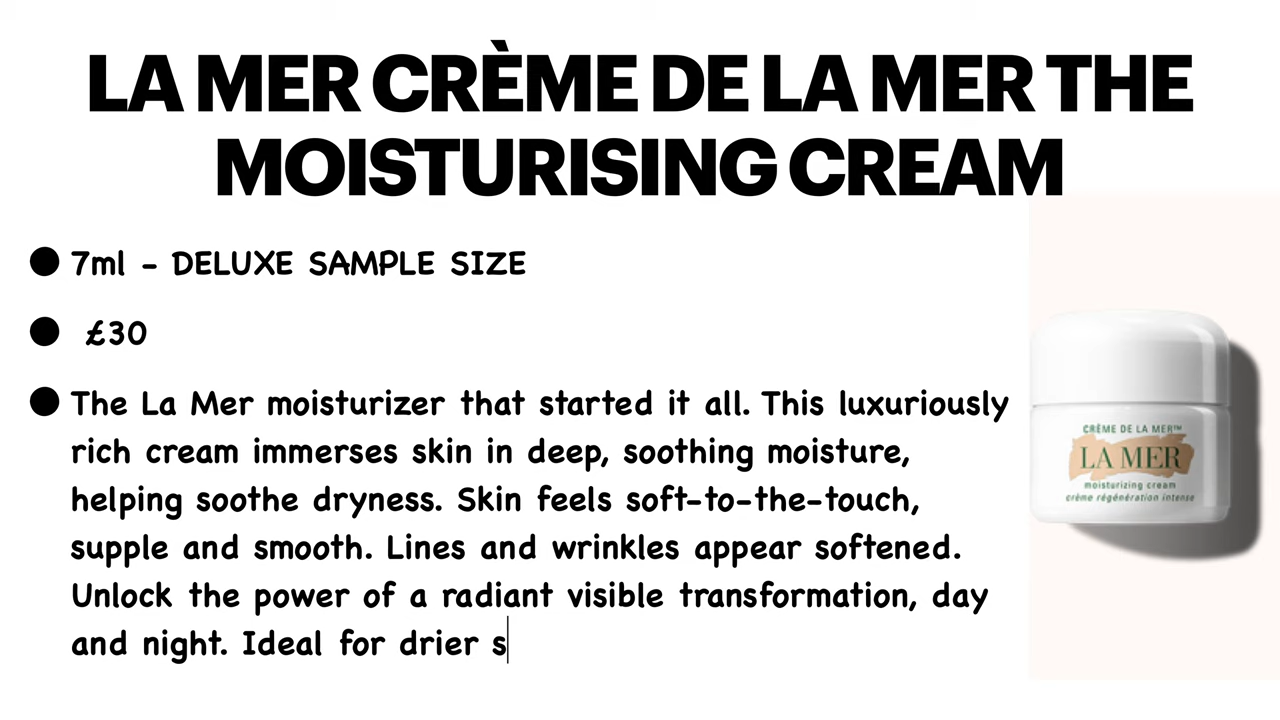 LA MER CRÈME DE LA MER THE
MOISTURISING CREAM
● 7ml - DELUXE SAMPLE SIZE
● £30
● The La Mer moisturizer that started it all. This luxuriously
rich cream immerses skin in deep, soothing moisture,
helping soothe dryness. Skin feels soft-to-the-touch,
supple and smooth. Lines and wrinkles appear softened.
Unlock the power of a radiant visible transformation, day
and night. Ideal for drier s
CRÈME DE LA MER™
LA MER
moisturizing cream
crème régénération intense